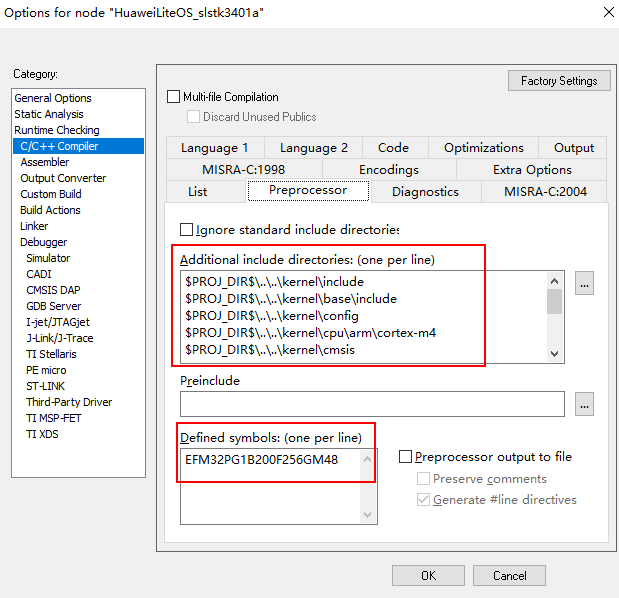 Options for node "HuaweiLiteOS_slstk3401a"
Category:
General Options
Static Analysis
Runtime Checking
C/C++ Compiler
Assembler
Output Converter
Custom Build
Build Actions
Linker
Debugger
Simulator
CADI
CMSIS DAP
GDB Server
I-jet/JTAGjet
J-Link/J-Trace
TI Stellaris
PE micro
ST-LINK
Third-Party Driver
TI MSP-FET
TI XDS
Factory Settings
Multi-file Compilation
Discard Unused Publics
Language 1 Language 2 Code Optimizations Output
MISRA-C:1998 Encodings Extra Options
List Preprocessor Diagnostics MISRA-C:2004
Ignore standard include directories
Additional include directories: (one per line)
$PROJ_DIR$\..\..\kernel\include
$PROJ_DIR$\..\..\kernel\base\include
$PROJ_DIR$\..\..\kernel\config
$PROJ_DIR$\..\..\kernel\cpu\arm\cortex-m4
$PROJ_DIR$\..\..\kernel\cmsis
...
Preinclude
...
Defined symbols: (one per line)
EFM32PG1B200F256GM48
Preprocessor output to file
Preserve comments
Generate #line directives
OK Cancel